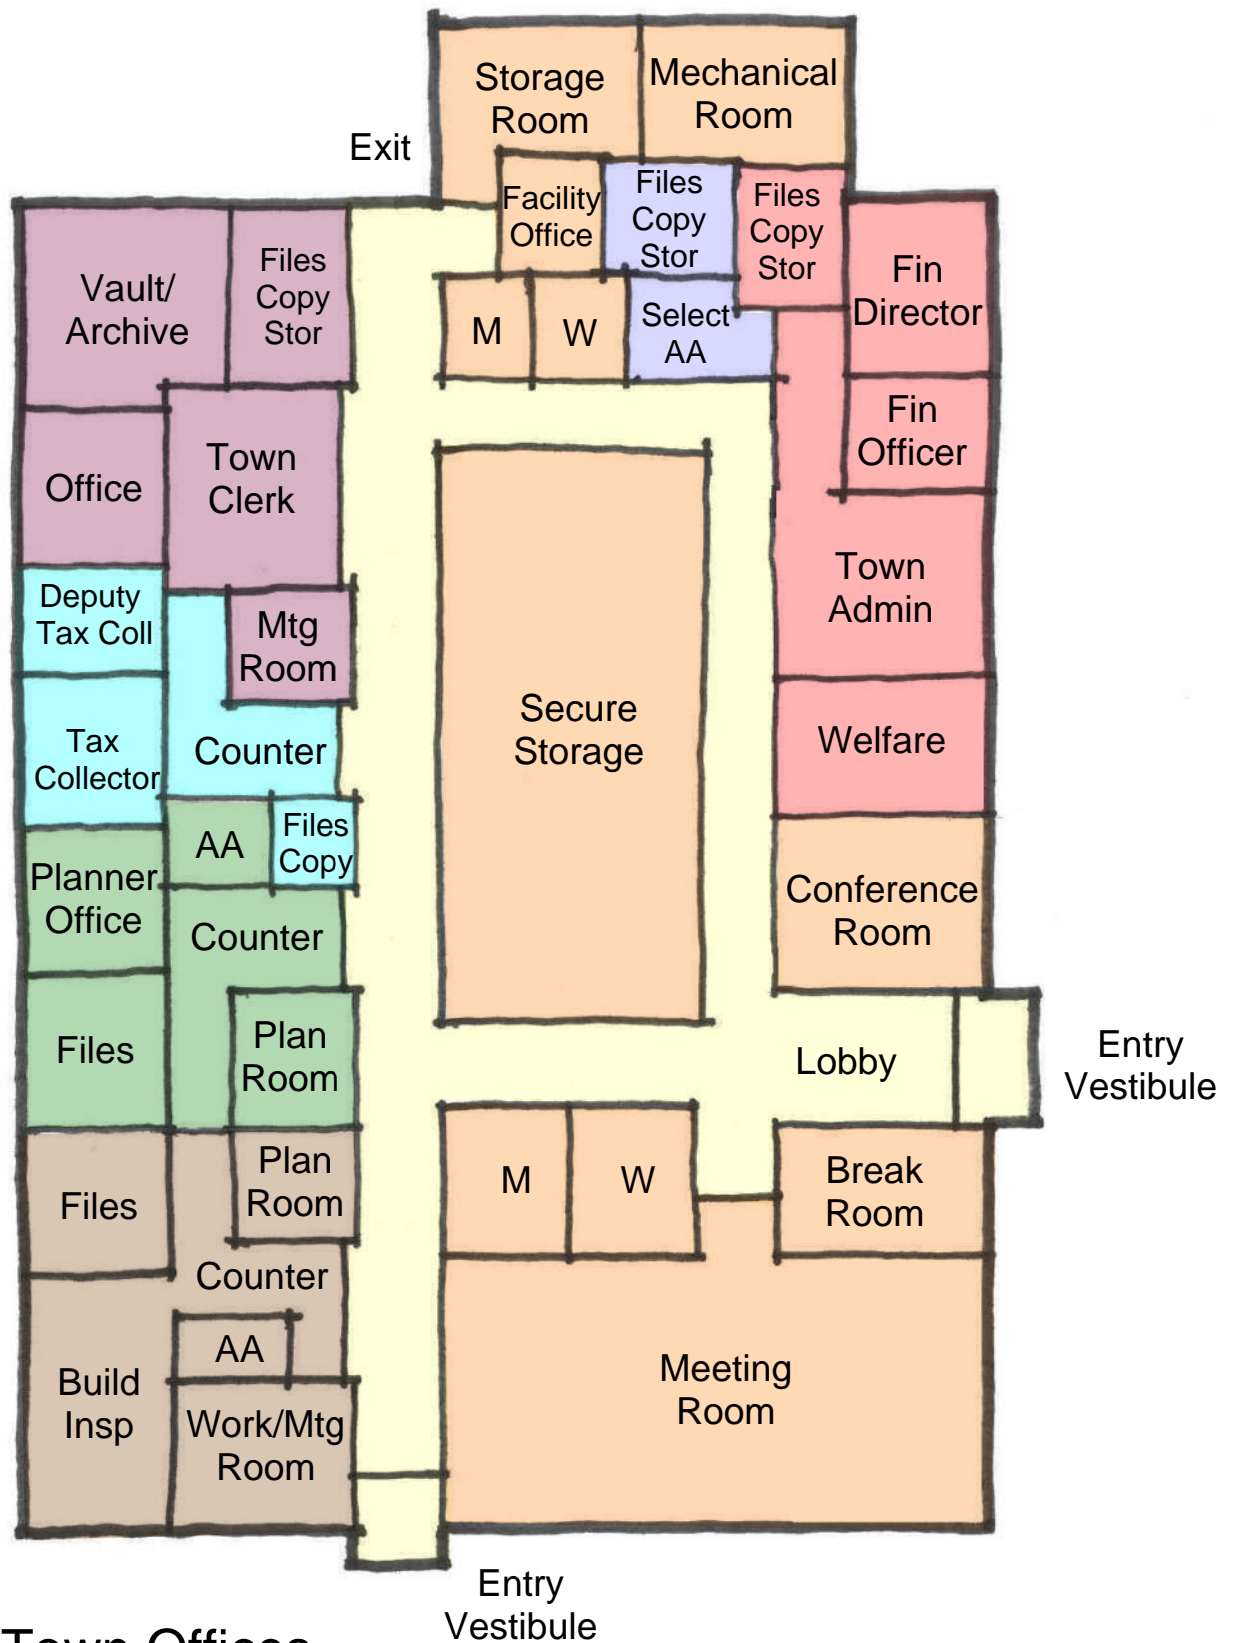 Storage
Room
Mechanical
Room
Exit
Facility
Office
Files
Copy
Stor
Files
Copy
Stor
Fin
Director
Vault/
Archive
Files
Copy
Stor
M
W
Select
AA
Fin
Officer
Office
Town
Clerk
Town
Admin
Deputy
Tax Coll
Mtg
Room
Secure
Storage
Welfare
Tax
Collector
Counter
AA
Files
Copy
Planner
Office
Counter
Conference
Room
Files
Plan
Room
Lobby
Entry
Vestibule
Files
Plan
Room
M
W
Break
Room
Counter
AA
Build
Insp
Work/Mtg
Room
Meeting
Room
Entry
Vestibule
Town Offices